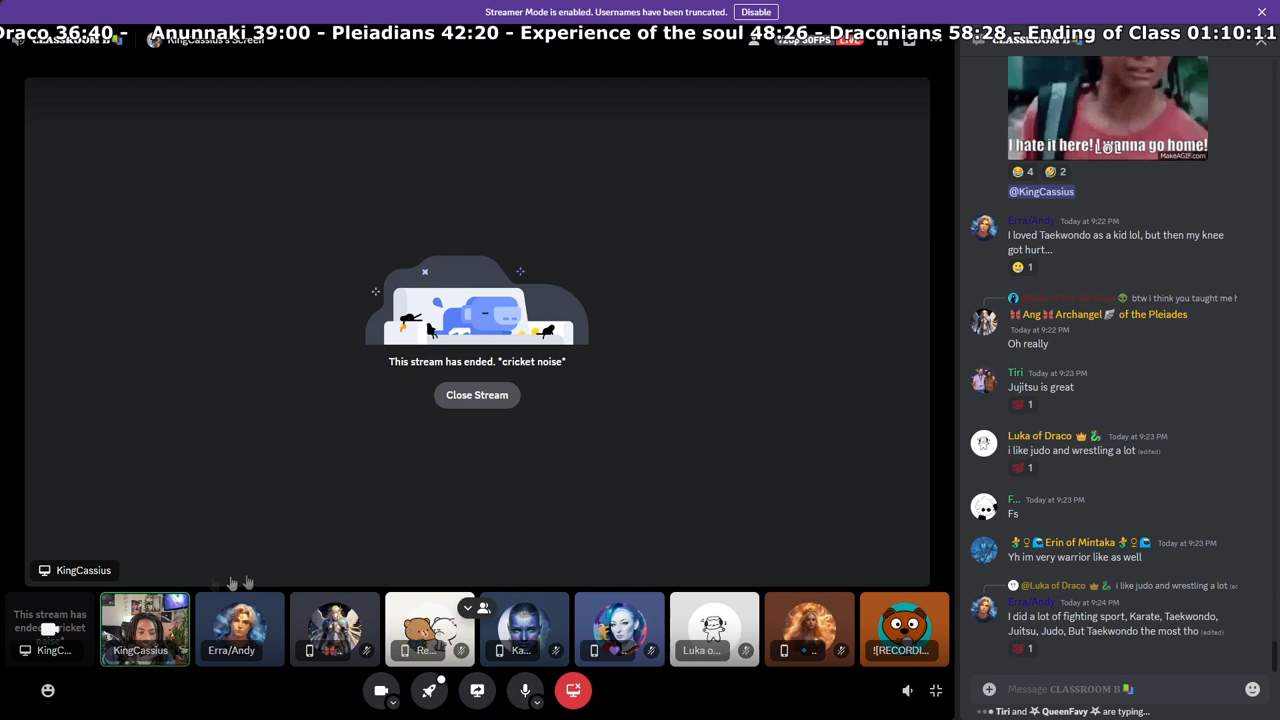 Streamer Mode is enabled. Usernames have been truncated.
Disable
Draco 36:40 - Anunnaki 39:00 - Pleiadians 42:20 - Experience of the soul 48:26 - Draconians 58:28 - Ending of Class 01:10:11
I hate it here! I wanna go home!
MakeAGIF.com
4
2
@KingCassius
Erra/Andy Today at 9:22 PM
I loved Taekwondo as a kid lol, but then my knee
got hurt...
1
btw i think you taught me h
Ang Archangel of the Pleiades
Today at 9:22 PM
Oh really
Tiri Today at 9:23 PM
Jujitsu is great
1
Luka of Draco Today at 9:23 PM
i like judo and wrestling a lot (edited)
1
F... Today at 9:23 PM
Fs
Erin of Mintaka Today at 9:23 PM
Yh im very warrior like as well
@Luka of Draco i like judo and wrestling a lot
Erra/Andy Today at 9:24 PM
I did a lot of fighting sport, Karate, Taekwondo,
Juitsu, Judo, But Taekwondo the most tho (edited)
1
Message CLASSROOM B
Tiri and QueenFavy are typing...
This stream has ended. *cricket noise*
Close Stream
KingCassius
This stream has
ended
KingC...
KingCassius
Erra/Andy
Re...
Ka...
Luka o...
![RECORDI...